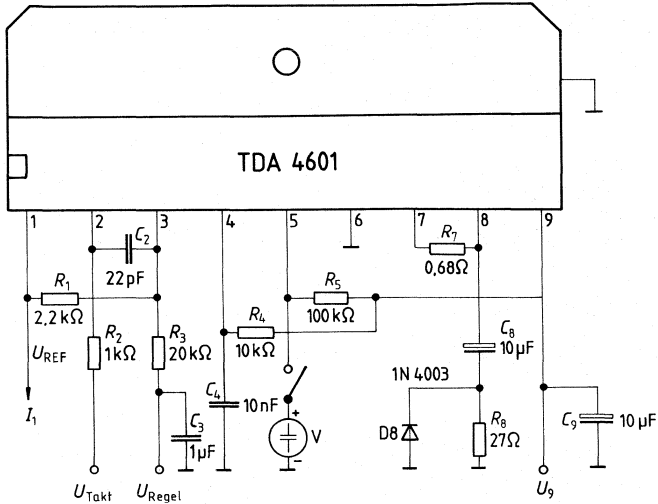 TDA 4601
1 2 3 4 5 6 7 8 9
C2
22pF
R7
0,68Ω
R1
2,2kΩ
R5
100kΩ
R4
10kΩ
R2
1kΩ
R3
20kΩ
C8
10µF
UREF
I1
C4
10nF
1N 4003
C3
1µF
+
V
−
D8
R8
27Ω
C9
10µF
UTakt
URegel
U9